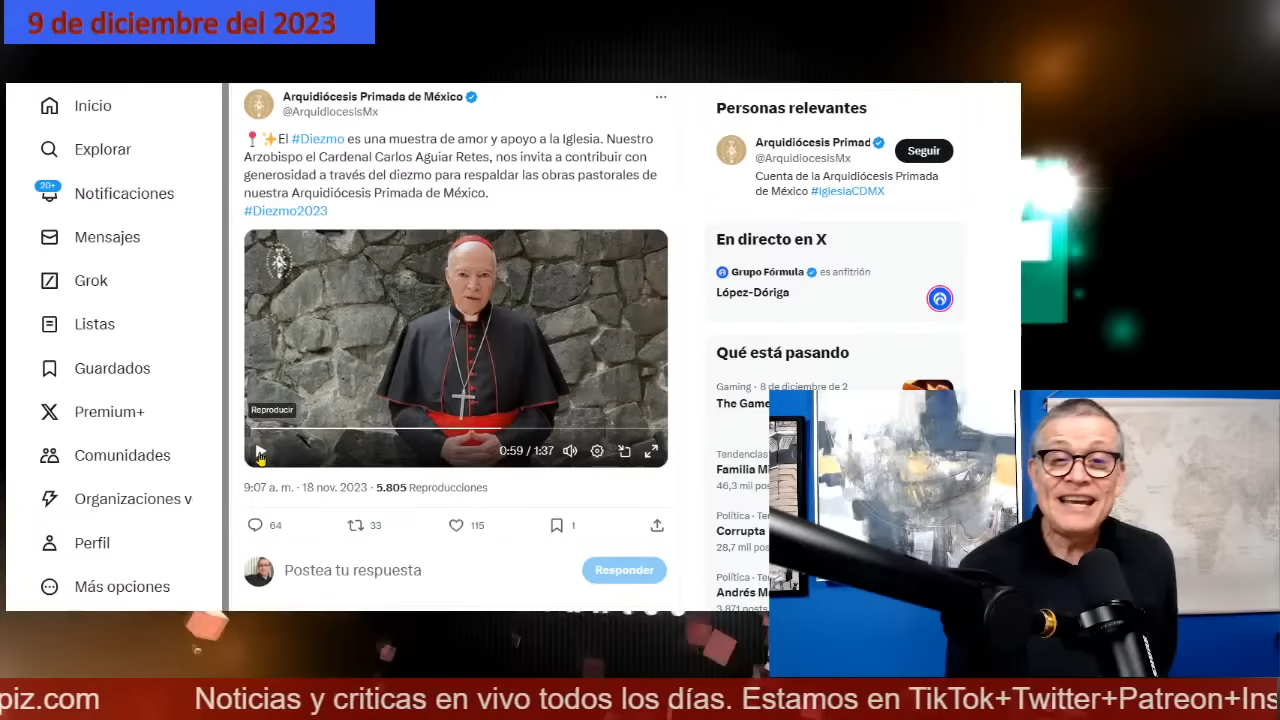 9 de diciembre del 2023
Inicio
Explorar
20+
Notificaciones
Mensajes
Grok
Listas
Guardados
Premium+
Comunidades
Organizaciones v
Perfil
Más opciones
Arquidiócesis Primada de México
@ArquidiocesisMx
📍✨El #Diezmo es una muestra de amor y apoyo a la Iglesia. Nuestro
Arzobispo el Cardenal Carlos Aguiar Retes, nos invita a contribuir con
generosidad a través del diezmo para respaldar las obras pastorales de
nuestra Arquidiócesis Primada de México.
#Diezmo2023
Reproducir
0:59 / 1:37
9:07 a. m. · 18 nov. 2023 · 5.805 Reproducciones
64 33 115 1
Postea tu respuesta
Responder
Personas relevantes
Arquidiócesis Primad
@ArquidiocesisMx
Seguir
Cuenta de la Arquidiócesis Primada
de México #IglesiaCDMX
En directo en X
Grupo Fórmula es anfitrión
López-Dóriga
Qué está pasando
Gaming · 8 de diciembre de 2
The Game
Tendencias
Familia M
46,3 mil pos
Política · Ten
Corrupta
28,7 mil pos
Política · Te
Andrés M
3.871 posts
piz.com Noticias y criticas en vivo todos los días. Estamos en TikTok+Twitter+Patreon+Ins